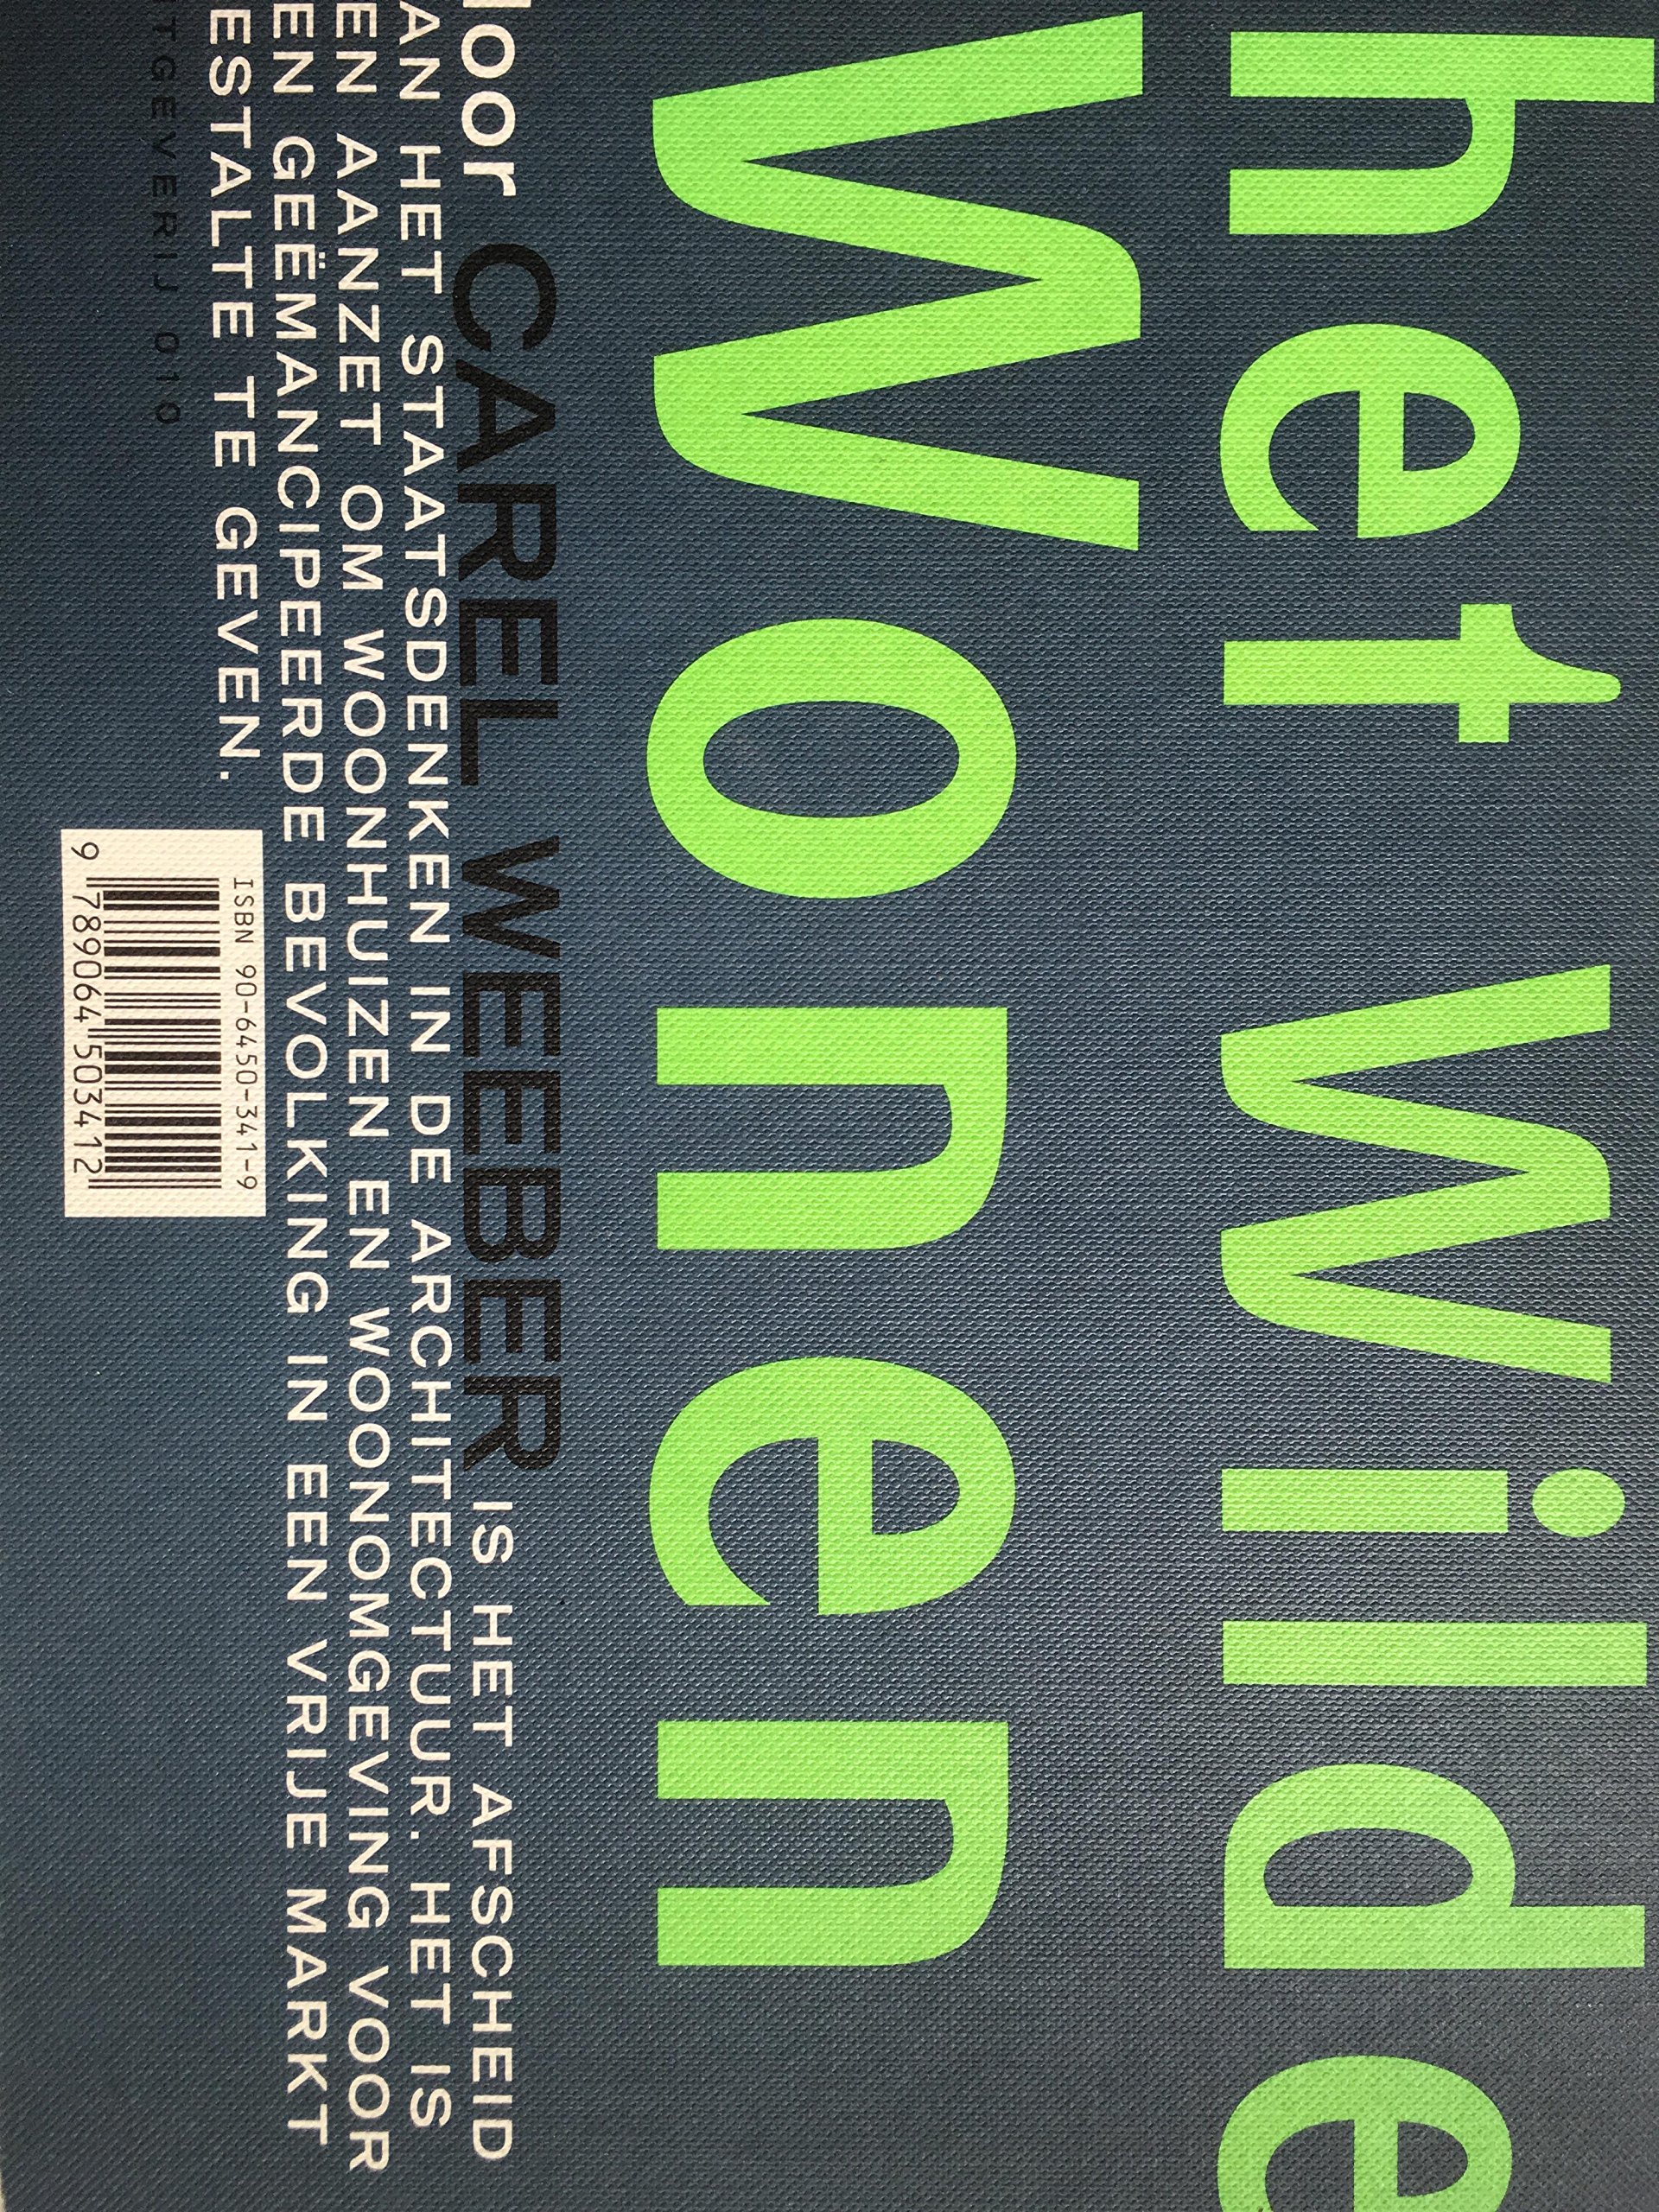 het Wilde
Wonen
loor CAREL WEEBER IS HET AFSCHEID
AN HET STAATSDENKEN IN DE ARCHITECTUUR. HET IS
EN AANZET OM WOONHUIZEN EN WOONOMGEVING VOOR
EN GEËMANCIPEERDE BEVOLKING IN EEN VRIJE MARKT
ESTALTE TE GEVEN.
ITGEVERIJ 010
ISBN 90-6450-341-9
9 789064 503412